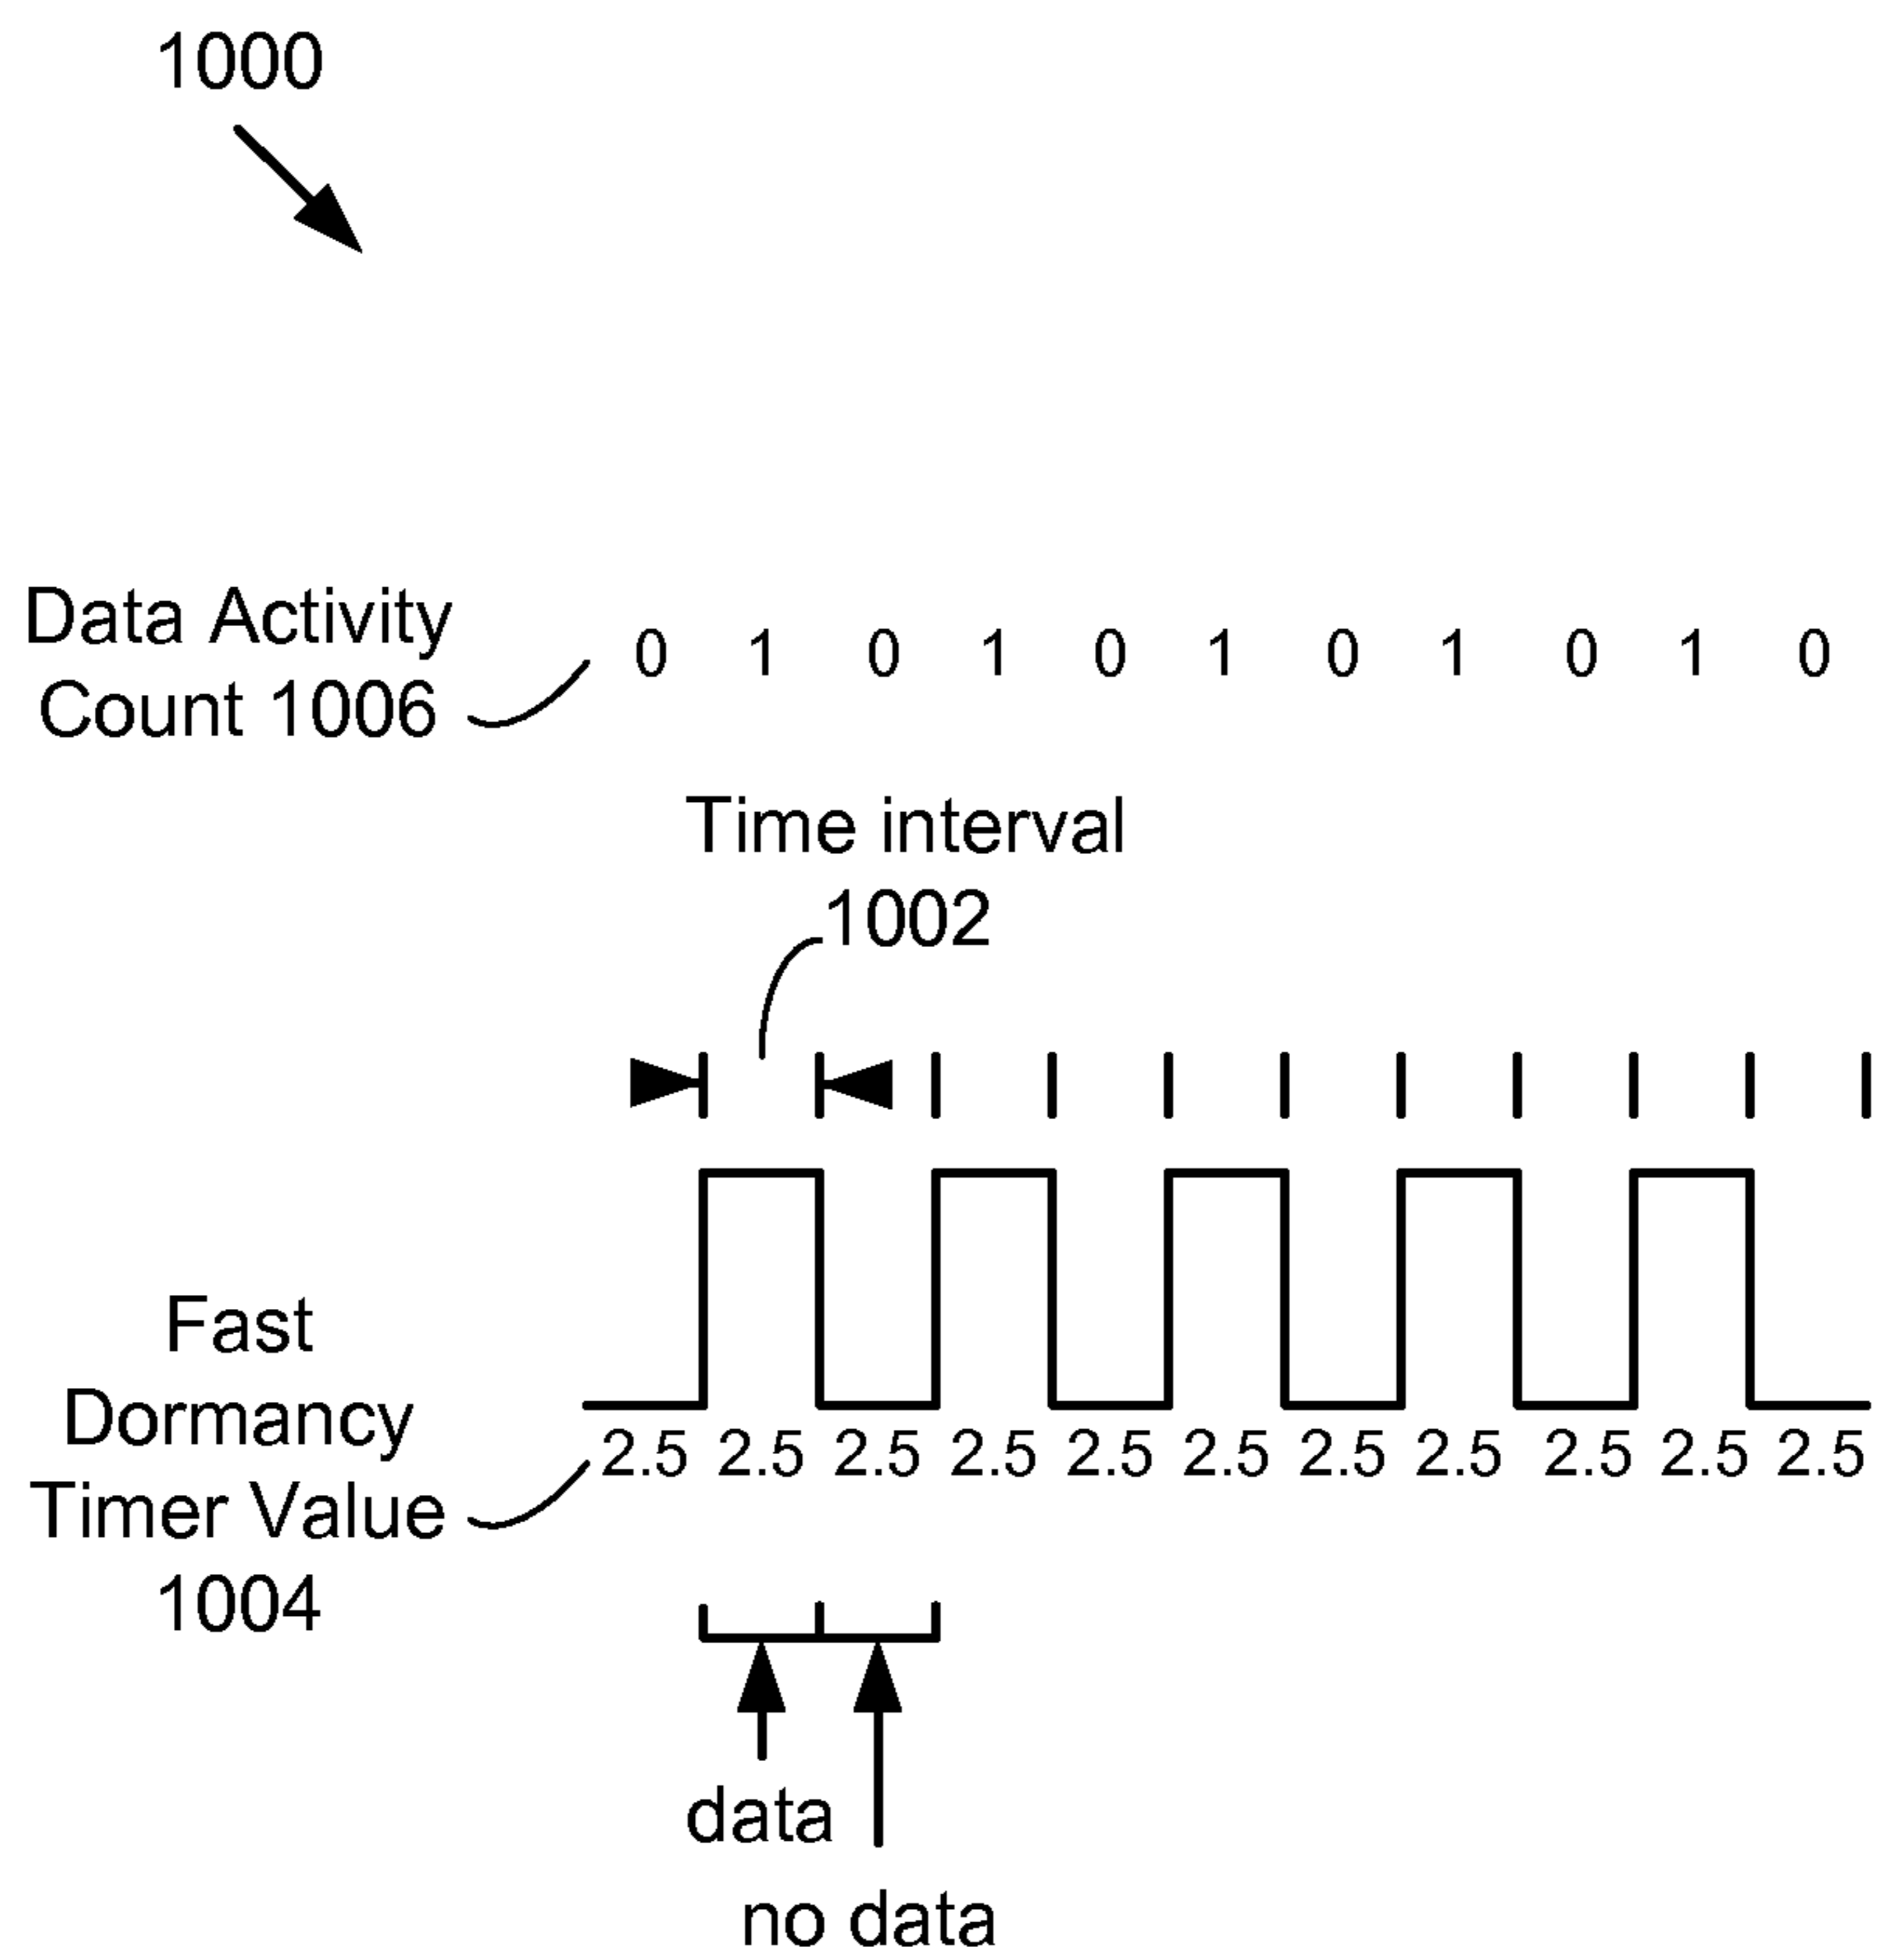 1000
Data Activity
Count 1006
0 1 0 1 0 1 0 1 0 1 0
Time interval
1002
Fast
Dormancy
Timer Value
1004
2.5 2.5 2.5 2.5 2.5 2.5 2.5 2.5 2.5 2.5 2.5
data
no data